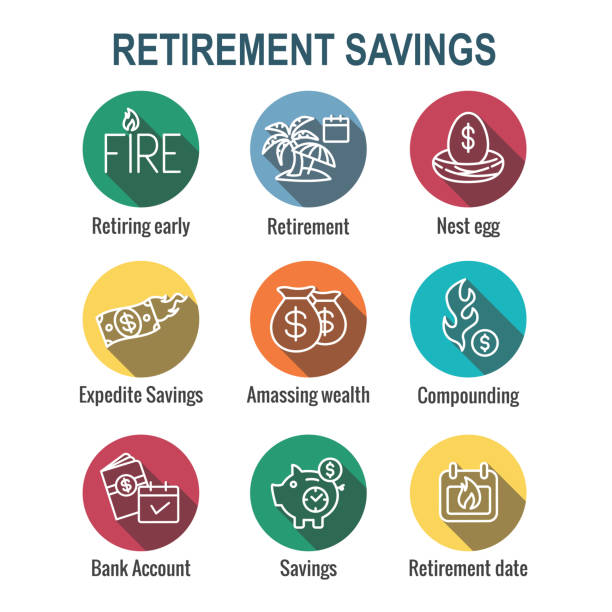 RETIREMENT SAVINGS
FIRE
$
Retiring early
Retirement
Nest egg
$
$ $
$
Expedite Savings
Amassing wealth
Compounding
$
$
Bank Account
Savings
Retirement date